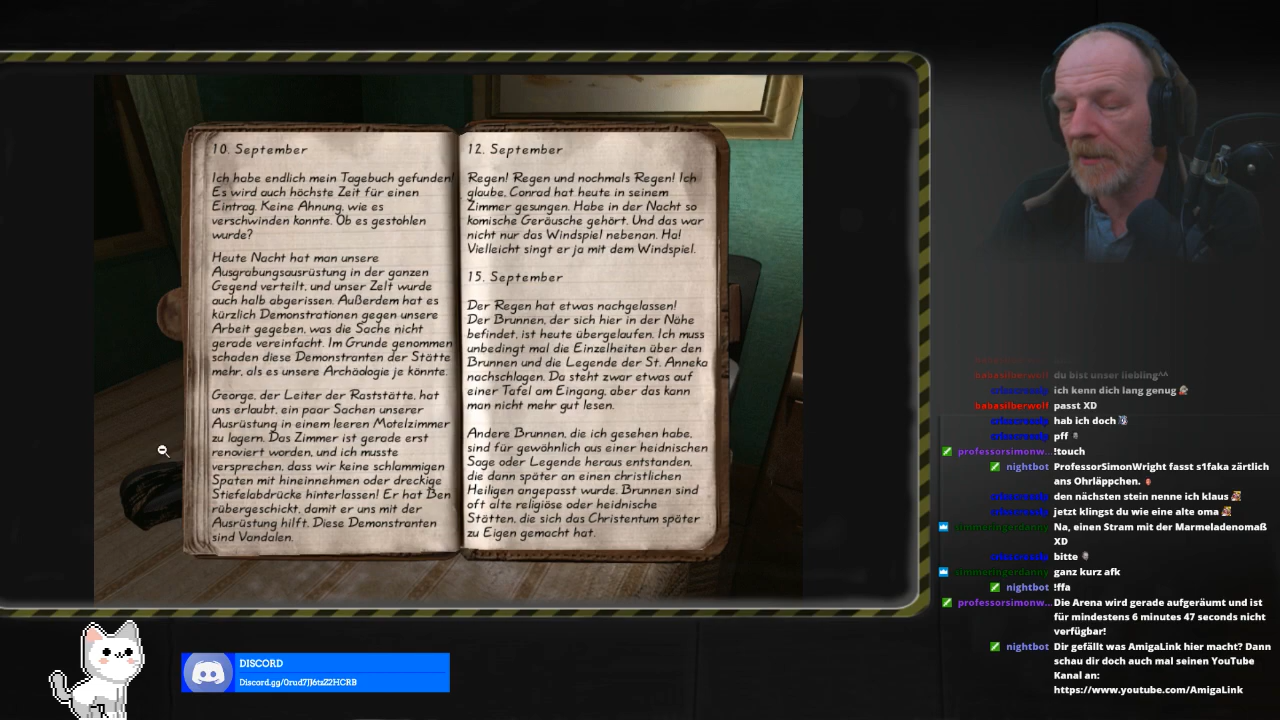 10. September
Ich habe endlich mein Tagebuch gefunden!
Es wird auch höchste Zeit für einen
Eintrag. Keine Ahnung, wie es
verschwinden konnte. Ob es gestohlen
wurde?
Heute Nacht hat man unsere
Ausgrabungsausrüstung in der ganzen
Gegend verteilt, und unser Zelt wurde
auch halb abgerissen. Außerdem hat es
kürzlich Demonstrationen gegen unsere
Arbeit gegeben, was die Sache nicht
gerade vereinfacht. Im Grunde genommen
schaden diese Demonstranten der Stätte
mehr, als es unsere Archäologie je könnte.
George, der Leiter der Raststätte, hat
uns erlaubt, ein paar Sachen unserer
Ausrüstung in einem leeren Motelzimmer
zu lagern. Das Zimmer ist gerade erst
renoviert worden, und ich musste
versprechen, dass wir keine schlammigen
Spaten mit hineinnehmen oder dreckige
Stiefelabdrücke hinterlassen! Er hat Ben
rübergeschickt, damit er uns mit der
Ausrüstung hilft. Diese Demonstranten
sind Vandalen.
12. September
Regen! Regen und nochmals Regen! Ich
glaube, Conrad hat heute in seinem
Zimmer gesungen. Habe in der Nacht so
komische Geräusche gehört. Und das war
nicht nur das Windspiel nebenan. Ha!
Vielleicht singt er ja mit dem Windspiel.
15. September
Der Regen hat etwas nachgelassen!
Der Brunnen, der sich hier in der Nähe
befindet, ist heute übergelaufen. Ich muss
unbedingt mal die Einzelheiten über den
Brunnen und die Legende der St. Anneka
nachschlagen. Da steht zwar etwas auf
einer Tafel am Eingang, aber das kann
man nicht mehr gut lesen.
Andere Brunnen, die ich gesehen habe,
sind für gewöhnlich aus einer heidnischen
Sage oder Legende heraus entstanden,
die dann später an einen christlichen
Heiligen angepasst wurde. Brunnen sind
oft alte religiöse oder heidnische
Stätten, die sich das Christentum später
zu Eigen gemacht hat.
babasilberwolf du bist unser liebling^^
ich kenn dich lang genug
babasilberwolf passt XD
hab ich doch
pff
professorsimonw... !touch
nightbot ProfessorSimonWright fasst s1faka zärtlich
ans Ohrläppchen.
den nächsten stein nenne ich klaus
jetzt klingst du wie eine alte oma
simmeringerdanny Na, einen Stram mit der Marmeladenomaß
XD
bitte
simmeringerdanny ganz kurz afk
nightbot !ffa
professorsimonw... Die Arena wird gerade aufgeräumt und ist
für mindestens 6 minutes 47 seconds nicht
verfügbar!
nightbot Dir gefällt was AmigaLink hier macht? Dann
schau dir doch auch mal seinen YouTube
Kanal an:
https://www.youtube.com/AmigaLink
DISCORD